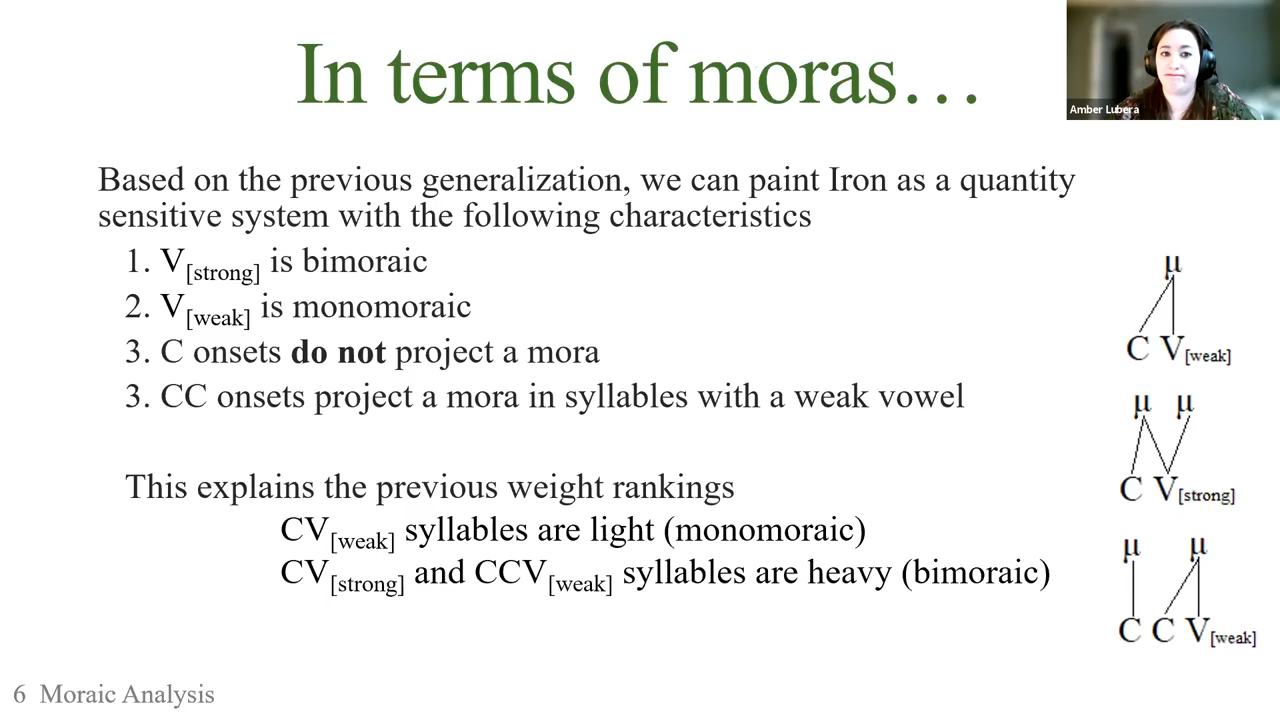 In terms of moras…
Amber Lubera
Based on the previous generalization, we can paint Iron as a quantity
sensitive system with the following characteristics
1. V[strong] is bimoraic
2. V[weak] is monomoraic
3. C onsets do not project a mora
3. CC onsets project a mora in syllables with a weak vowel
This explains the previous weight rankings
CV[weak] syllables are light (monomoraic)
CV[strong] and CCV[weak] syllables are heavy (bimoraic)
μ
C V[weak]
μ μ
C V[strong]
μ μ
C C V[weak]
6 Moraic Analysis